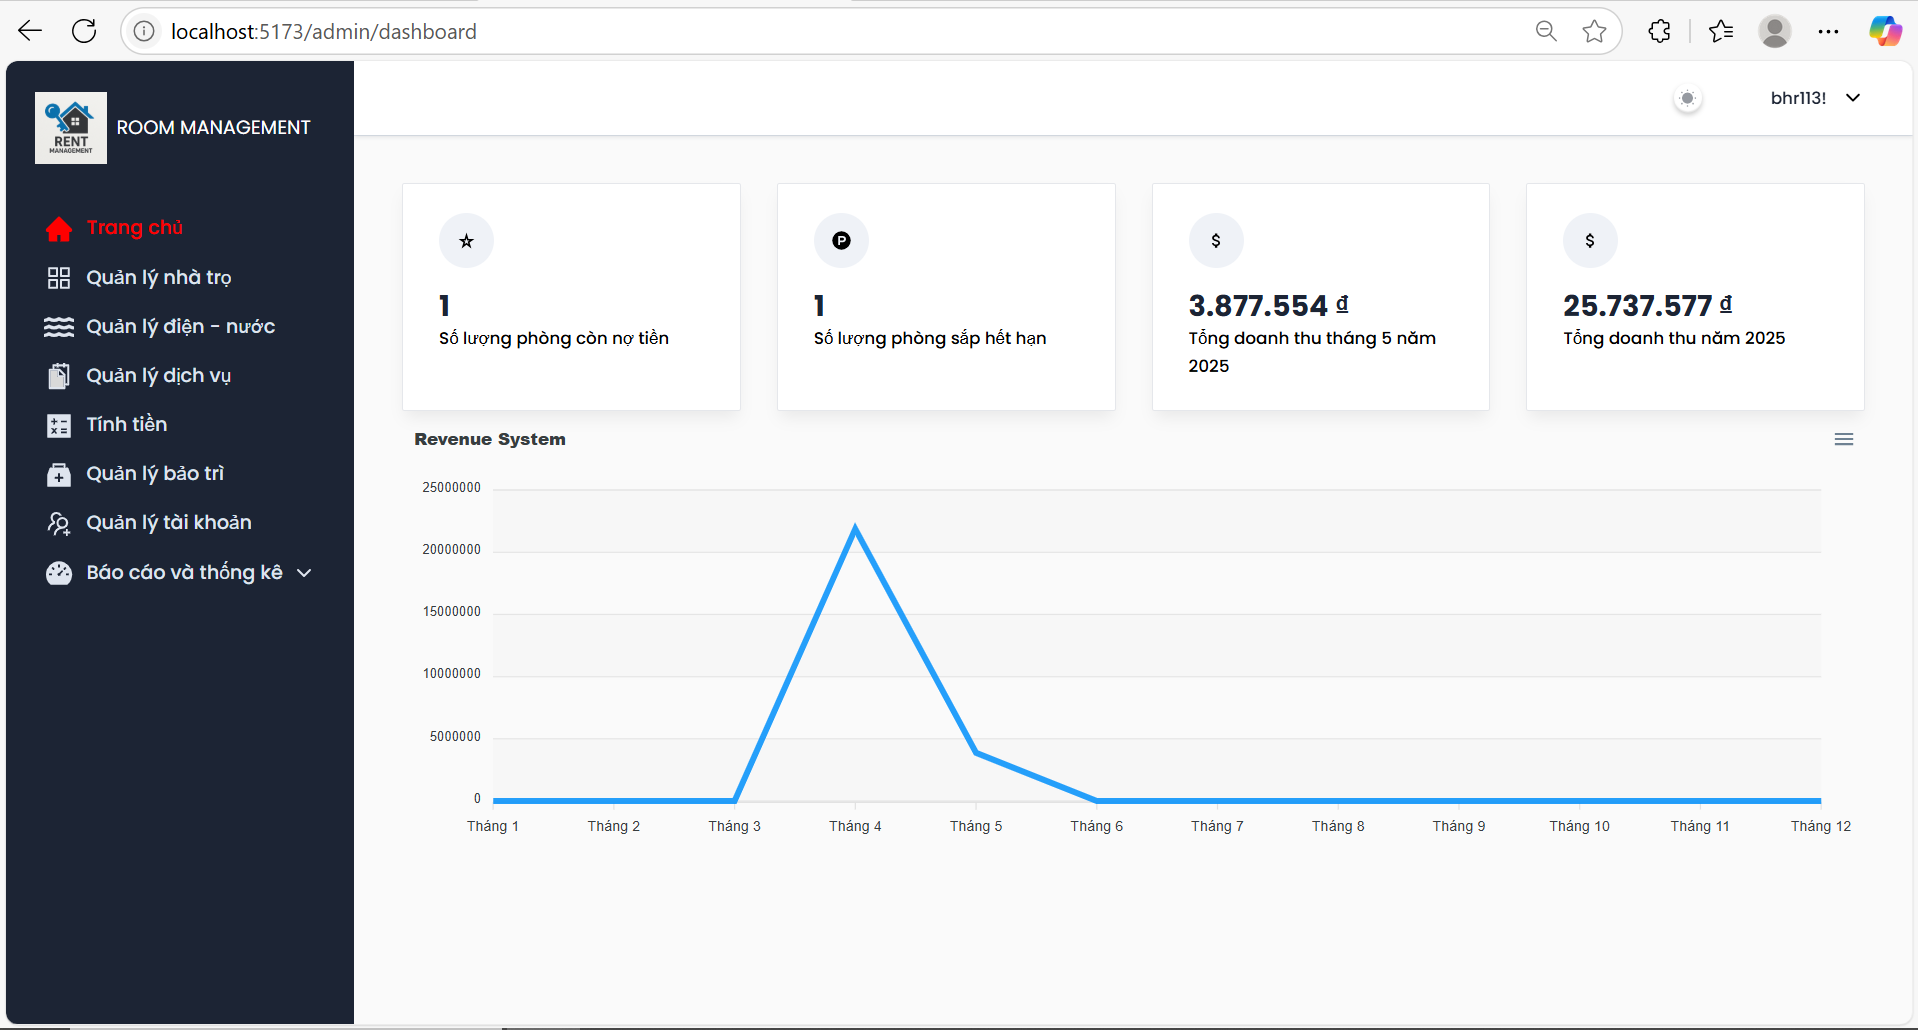 localhost:5173/admin/dashboard
RENT
MANAGEMENT
ROOM MANAGEMENT
bhr113!
Trang chủ
Quản lý nhà trọ
Quản lý điện - nước
Quản lý dịch vụ
Tính tiền
Quản lý bảo trì
Quản lý tài khoản
Báo cáo và thống kê
1
Số lượng phòng còn nợ tiền
P
1
Số lượng phòng sắp hết hạn
$
3.877.554 ₫
Tổng doanh thu tháng 5 năm
2025
$
25.737.577 ₫
Tổng doanh thu năm 2025
Revenue System
25000000
20000000
15000000
10000000
5000000
0
Tháng 1 Tháng 2 Tháng 3 Tháng 4 Tháng 5 Tháng 6 Tháng 7 Tháng 8 Tháng 9 Tháng 10 Tháng 11 Tháng 12